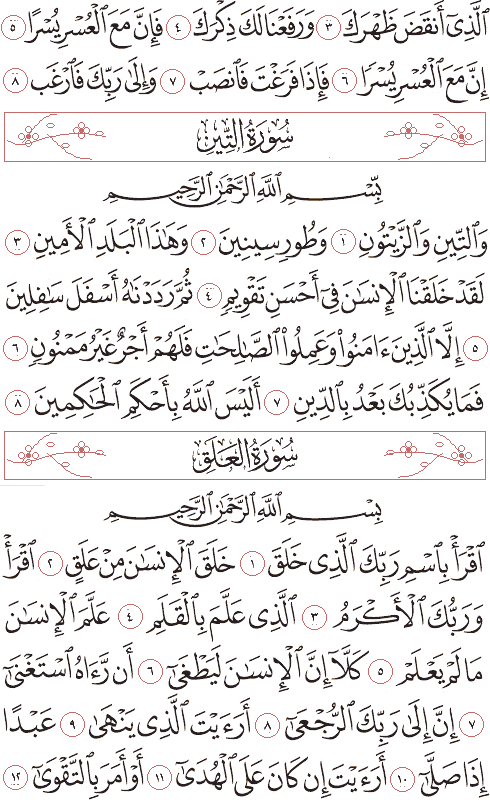 ٱلَّذِىٓ أَنقَضَ ظَهۡرَكَ ٣ وَرَفَعۡنَا لَكَ ذِكۡرَكَ ٤ فَإِنَّ مَعَ ٱلۡعُسۡرِ يُسۡرًا ٥
إِنَّ مَعَ ٱلۡعُسۡرِ يُسۡرًا ٦ فَإِذَا فَرَغۡتَ فَٱنصَبۡ ٧ وَإِلَىٰ رَبِّكَ فَٱرۡغَب ٨
سُورَةُ التِّينِ
بِّسۡمِ ٱللَّهِ ٱلرَّحۡمَٰنِ ٱلرَّحِيمِ
وَٱلتِّينِ وَٱلزَّيۡتُونِ ١ وَطُورِ سِينِينَ ٢ وَهَٰذَا ٱلۡبَلَدِ ٱلۡأَمِينِ ٣
لَقَدۡ خَلَقۡنَا ٱلۡإِنسَٰنَ فِىٓ أَحۡسَنِ تَقۡوِيمٍ ٤ ثُمَّ رَدَدۡنَٰهُ أَسۡفَلَ سَٰفِلِينَ
٥ إِلَّا ٱلَّذِينَ ءَامَنُواْ وَعَمِلُواْ ٱلصَّٰلِحَٰتِ فَلَهُمۡ أَجۡرٌ غَيۡرُ مَمۡنُونٍ ٦
فَمَا يُكَذِّبُكَ بَعۡدُ بِٱلدِّينِ ٧ أَلَيۡسَ ٱللَّهُ بِأَحۡكَمِ ٱلۡحَٰكِمِينَ ٨
سُورَةُ العَلَقِ
بِسۡمِ ٱللَّهِ ٱلرَّحۡمَٰنِ ٱلرَّحِيمِ
ٱقۡرَأۡ بِٱسۡمِ رَبِّكَ ٱلَّذِى خَلَقَ ١ خَلَقَ ٱلۡإِنسَٰنَ مِنۡ عَلَقٍ ٢ ٱقۡرَأۡ
وَرَبُّكَ ٱلۡأَكۡرَمُ ٣ ٱلَّذِى عَلَّمَ بِٱلۡقَلَمِ ٤ عَلَّمَ ٱلۡإِنسَٰنَ
مَا لَمۡ يَعۡلَمۡ ٥ كَلَّآ إِنَّ ٱلۡإِنسَٰنَ لَيَطۡغَىٰٓ ٦ أَن رَّءَاهُ ٱسۡتَغۡنَىٰٓ
٧ إِنَّ إِلَىٰ رَبِّكَ ٱلرُّجۡعَىٰٓ ٨ أَرَءَيۡتَ ٱلَّذِى يَنۡهَىٰ ٩ عَبۡدًا
إِذَا صَلَّىٰٓ ١٠ أَرَءَيۡتَ إِن كَانَ عَلَى ٱلۡهُدَىٰٓ ١١ أَوۡ أَمَرَ بِٱلتَّقۡوَىٰٓ ١٢